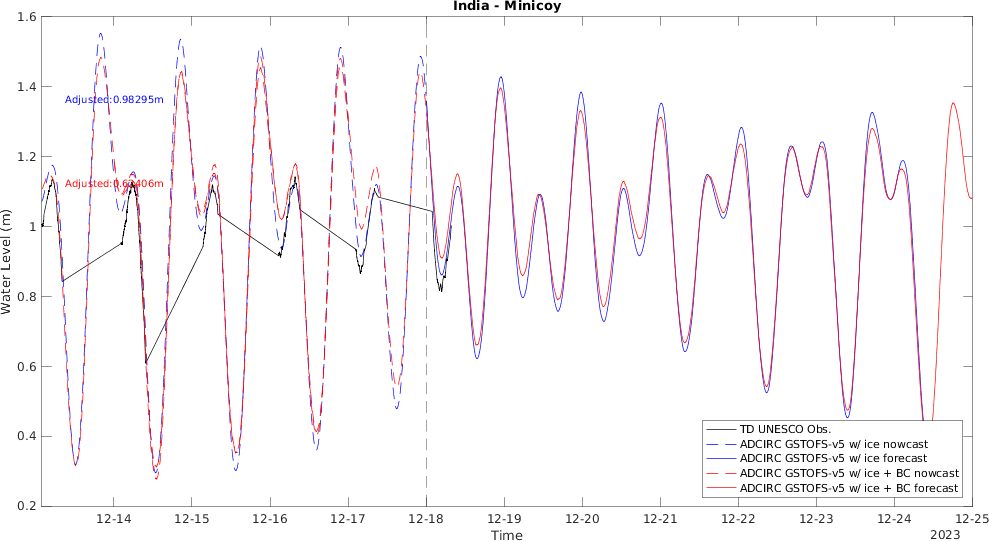 India - Minicoy
1.6
1.4
1.2
1
0.8
0.6
0.4
0.2
Water Level (m)
Adjusted:0.98295m
Adjusted:0.63406m
TD UNESCO Obs.
ADCIRC GSTOFS-v5 w/ ice nowcast
ADCIRC GSTOFS-v5 w/ ice forecast
ADCIRC GSTOFS-v5 w/ ice + BC nowcast
ADCIRC GSTOFS-v5 w/ ice + BC forecast
12-14 12-15 12-16 12-17 12-18 12-19 12-20 12-21 12-22 12-23 12-24 12-25
Time
2023